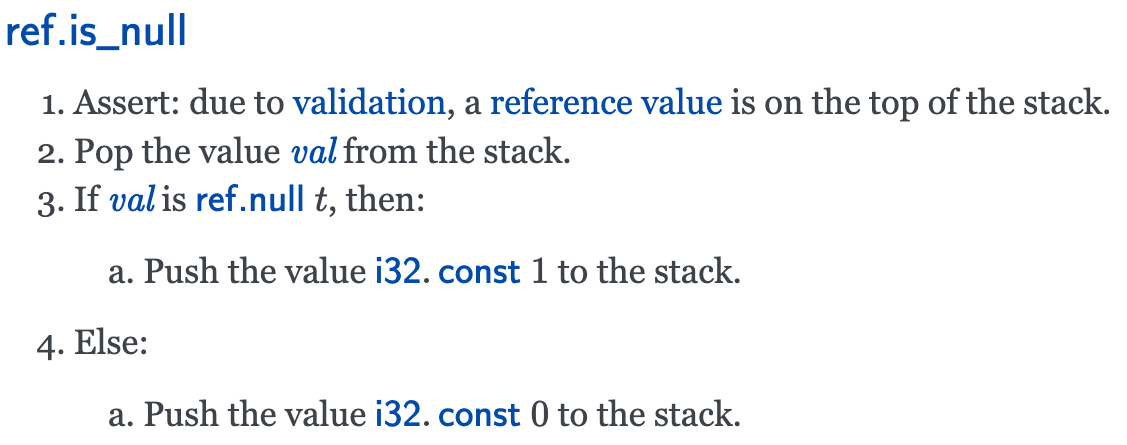 ref.is_null
1. Assert: due to validation, a reference value is on the top of the stack.
2. Pop the value val from the stack.
3. If val is ref.null t, then:
a. Push the value i32. const 1 to the stack.
4. Else:
a. Push the value i32. const 0 to the stack.